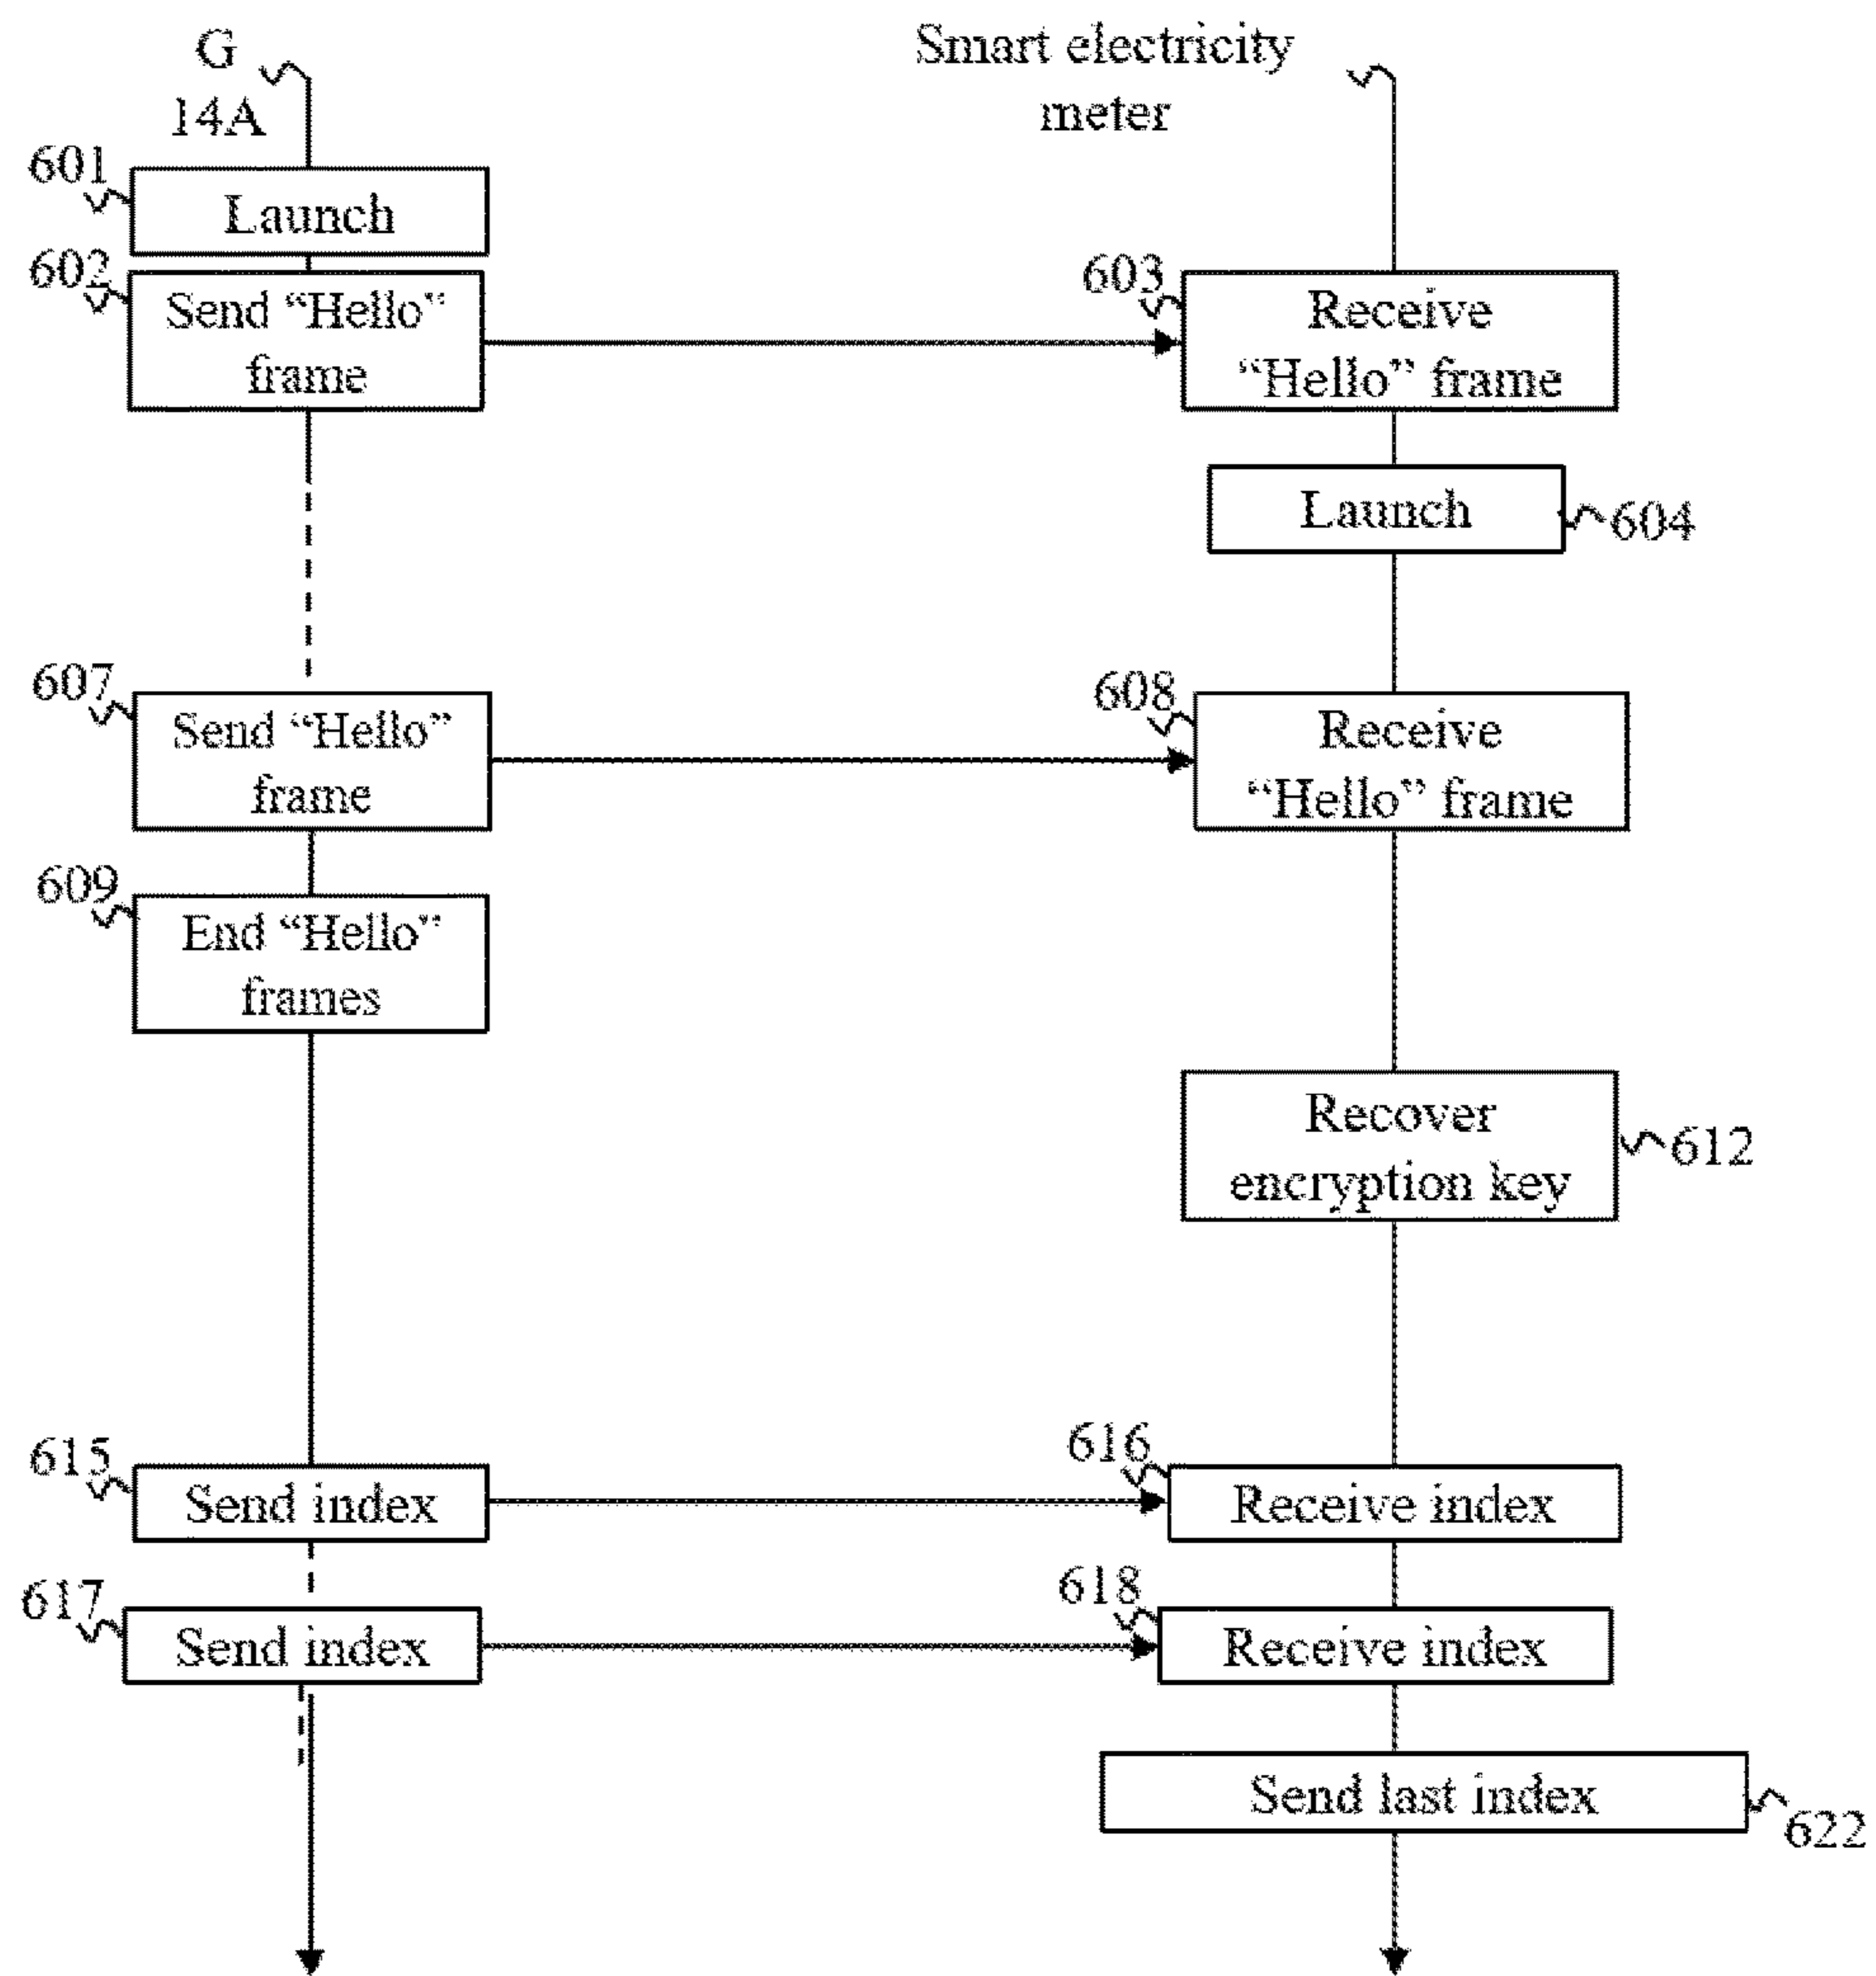 G
14A
Smart electricity
meter
601
Launch
602
Send “Hello”
frame
603
Receive
“Hello” frame
Launch
604
607
Send “Hello”
frame
608
Receive
“Hello” frame
609
End “Hello”
frames
Recover
encryption key
612
615
Send index
616
Receive index
617
Send index
618
Receive index
Send last index
622